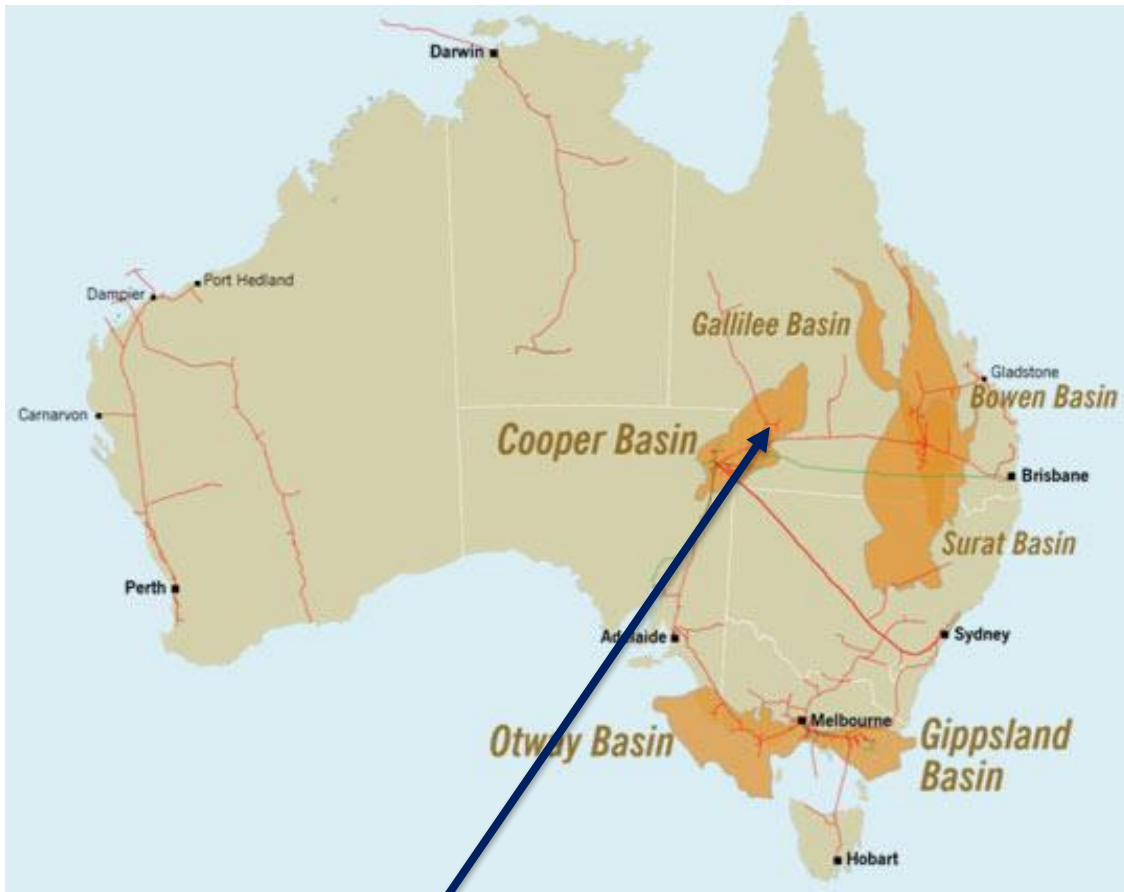 Darwin
Port Hedland
Dampier
Gallilee Basin
Gladstone
Bowen Basin
Carnarvon
Cooper Basin
Brisbane
Surat Basin
Perth
Adelaide
Sydney
Melbourne
Otway Basin
Gippsland
Basin
Hobart